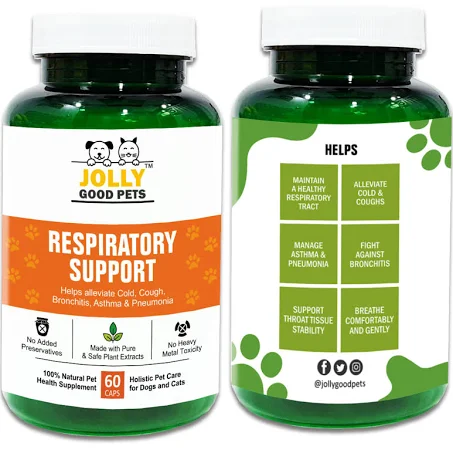 JOLLY
TM
GOOD PETS
RESPIRATORY
SUPPORT
Helps alleviate Cold, Cough,
Bronchitis, Asthma & Pneumonia
No Added
Preservatives
Made with Pure
& Safe Plant Extracts
No Heavy
Metal Toxicity
100% Natural Pet
Health Supplement
60
CAPS
Holistic Pet Care
for Dogs and Cats
HELPS
MAINTAIN
A HEALTHY
RESPIRATORY
TRACT
ALLEVIATE
COLD &
COUGHS
MANAGE
ASTHMA &
PNEUMONIA
FIGHT
AGAINST
BRONCHITIS
SUPPORT
THROAT TISSUE
STABILITY
BREATHE
COMFORTABLY
AND GENTLY
@jollygoodpets